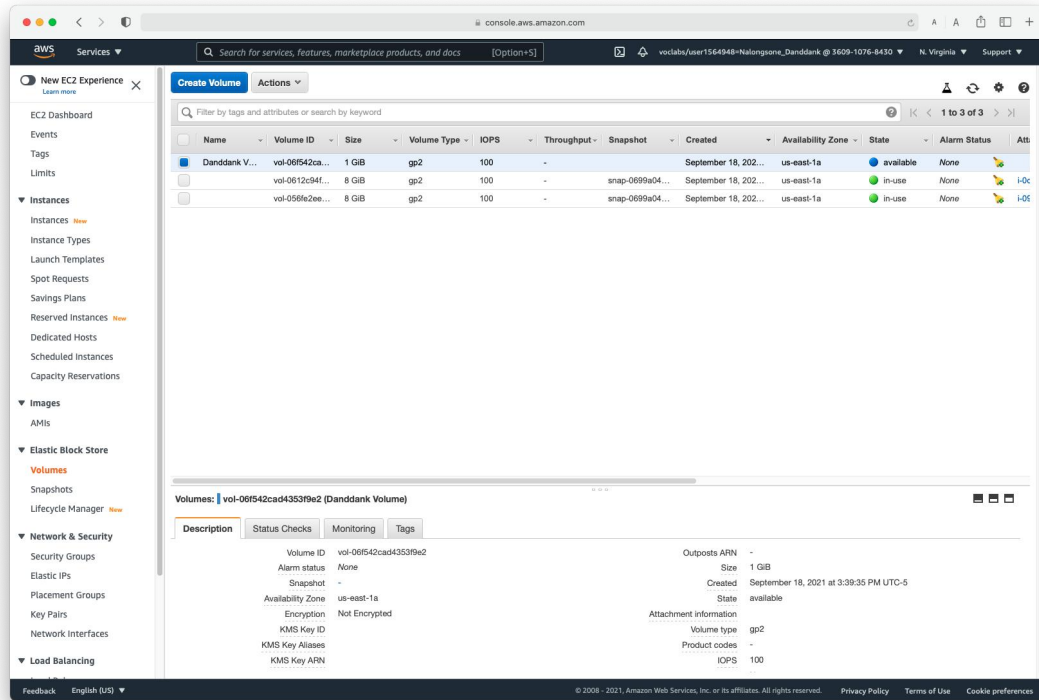 console.aws.amazon.com
A A
aws Services Search for services, features, marketplace products, and docs [Option+S] voclabs/user1564948=Nalongsone_Danddank @ 3609-1076-8430 N. Virginia Support
New EC2 Experience
Learn more
EC2 Dashboard
Events
Tags
Limits
Instances
Instances New
Instance Types
Launch Templates
Spot Requests
Savings Plans
Reserved Instances New
Dedicated Hosts
Scheduled Instances
Capacity Reservations
Images
AMIs
Elastic Block Store
Volumes
Snapshots
Lifecycle Manager New
Network & Security
Security Groups
Elastic IPs
Placement Groups
Key Pairs
Network Interfaces
Load Balancing
Create Volume Actions
Filter by tags and attributes or search by keyword 1 to 3 of 3
Name Volume ID Size Volume Type IOPS Throughput Snapshot Created Availability Zone State Alarm Status
Danddank V... vol-06f542ca... 1 GiB gp2 100 - September 18, 202... us-east-1a available None
vol-0612c94f... 8 GiB gp2 100 - snap-0699a04... September 18, 202... us-east-1a in-use None
vol-056fe2ee... 8 GiB gp2 100 - snap-0699a04... September 18, 202... us-east-1a in-use None
Volumes: vol-06f542cad4353f9e2 (Danddank Volume)
Description Status Checks Monitoring Tags
Volume ID vol-06f542cad4353f9e2
Alarm status None
Snapshot -
Availability Zone us-east-1a
Encryption Not Encrypted
KMS Key ID
KMS Key Aliases
KMS Key ARN
Outposts ARN -
Size 1 GiB
Created September 18, 2021 at 3:39:35 PM UTC-5
State available
Attachment information
Volume type gp2
Product codes -
IOPS 100
Feedback English (US) © 2008 - 2021, Amazon Web Services, Inc. or its affiliates. All rights reserved. Privacy Policy Terms of Use Cookie preferences